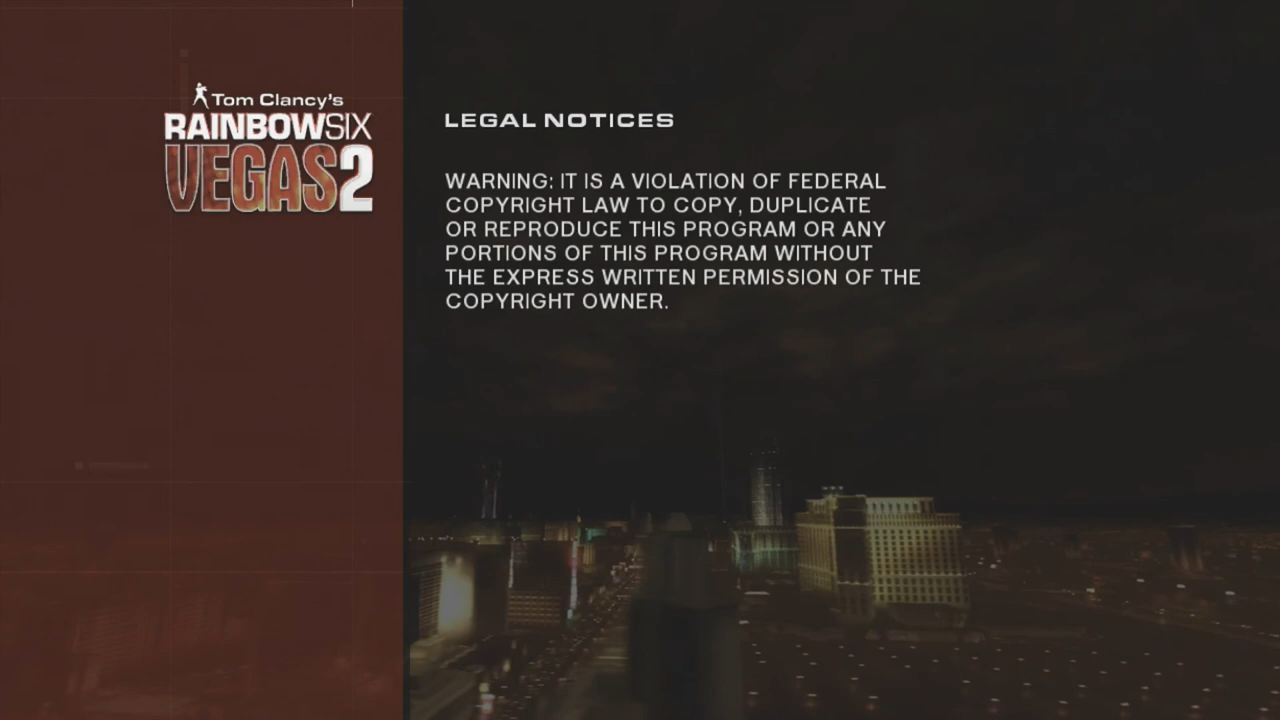 Tom Clancy's
RAINBOWSIX
VEGAS2
LEGAL NOTICES
WARNING: IT IS A VIOLATION OF FEDERAL
COPYRIGHT LAW TO COPY, DUPLICATE
OR REPRODUCE THIS PROGRAM OR ANY
PORTIONS OF THIS PROGRAM WITHOUT
THE EXPRESS WRITTEN PERMISSION OF THE
COPYRIGHT OWNER.